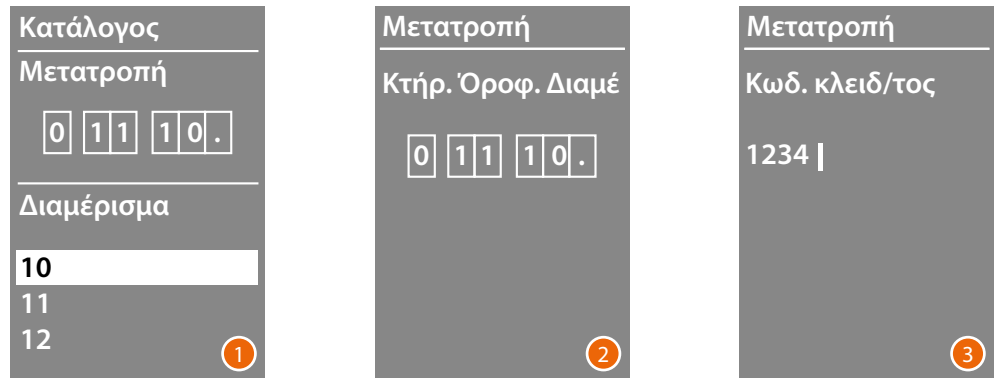 Κατάλογος
Μετατροπή
0 11 10.
Διαμέρισμα
10
11
12
1
Μετατροπή
Κτήρ. Όροφ. Διαμέ
0 11 10.
2
Μετατροπή
Κωδ. κλειδ/τος
1234
3